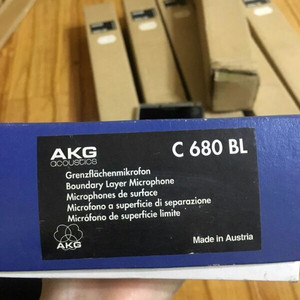 AKG
acoustics
C 680 BL
Grenzflächenmikrofon
Boundary Layer Microphone
Microphones de surface
Microfono a superficie di separazione
Micrófono de superficie limite
AKG
Made in Austria